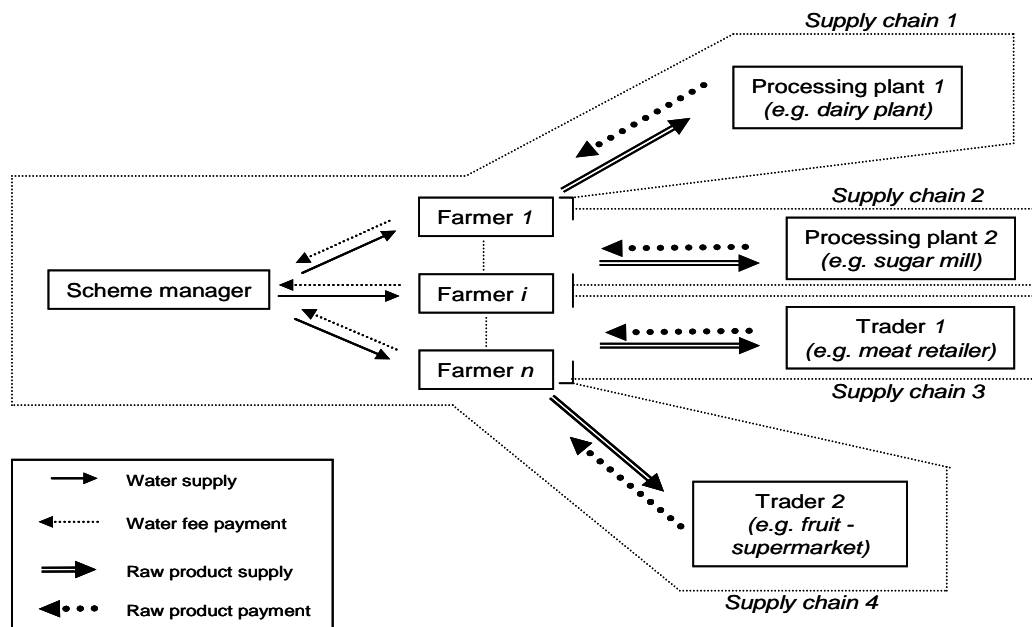 Supply chain 1
Processing plant 1
(e.g. dairy plant)
Supply chain 2
Farmer 1
Processing plant 2
(e.g. sugar mill)
Scheme manager
Farmer i
Trader 1
(e.g. meat retailer)
Farmer n
Supply chain 3
Water supply
Water fee payment
Raw product supply
Raw product payment
Trader 2
(e.g. fruit -
supermarket)
Supply chain 4